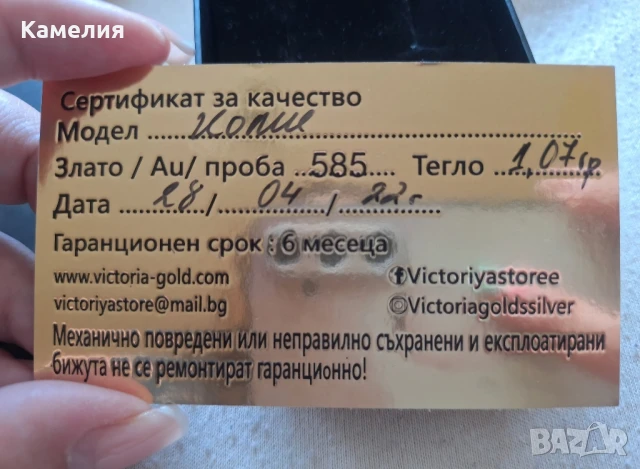 Камелия
Сертификат за качество
Модел ........колие........
Злато / Au/ проба ..585.... Тегло ..1,07гр
Дата ....28..../....04..../....22г....
Гаранционен срок : 6 месеца
www.victoria-gold.com Victoriyastoree
victoriyastore@mail.bg Victoriagoldssilver
Механично повредени или неправилно съхранени и експлоатирани
бижута не се ремонтират гаранционно!
BAZAR